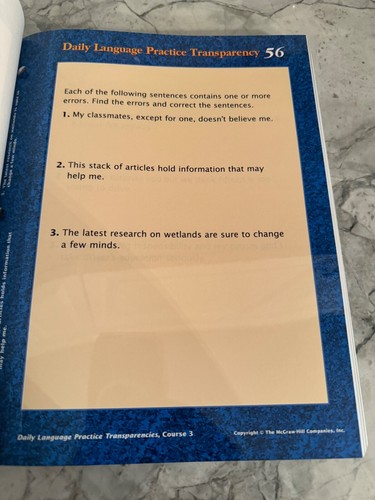 Daily Language Practice Transparency 56
Each of the following sentences contains one or more
errors. Find the errors and correct the sentences.
1. My classmates, except for one, doesn't believe me.
2. This stack of articles hold information that may
help me.
3. The latest research on wetlands are sure to change
a few minds.
Daily Language Practice Transparencies, Course 3
Copyright © The McGraw-Hill Companies, Inc.